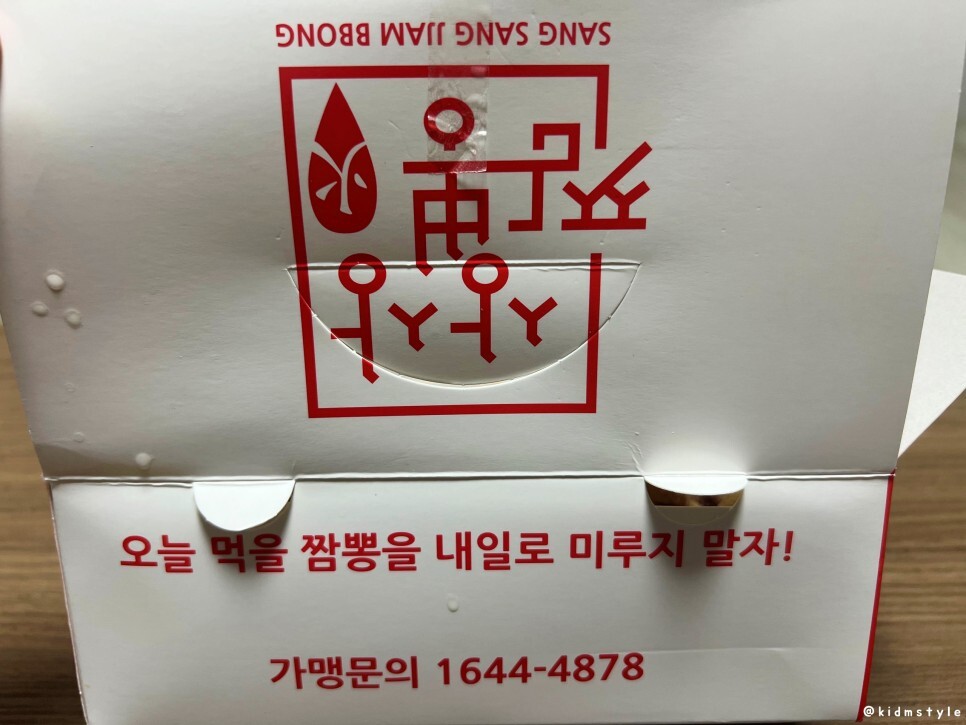 SANG SANG JJAM BBONG
상상
짬뽕
오늘 먹을 짬뽕을 내일로 미루지 말자!
가맹문의 1644-4878
@kidmstyle